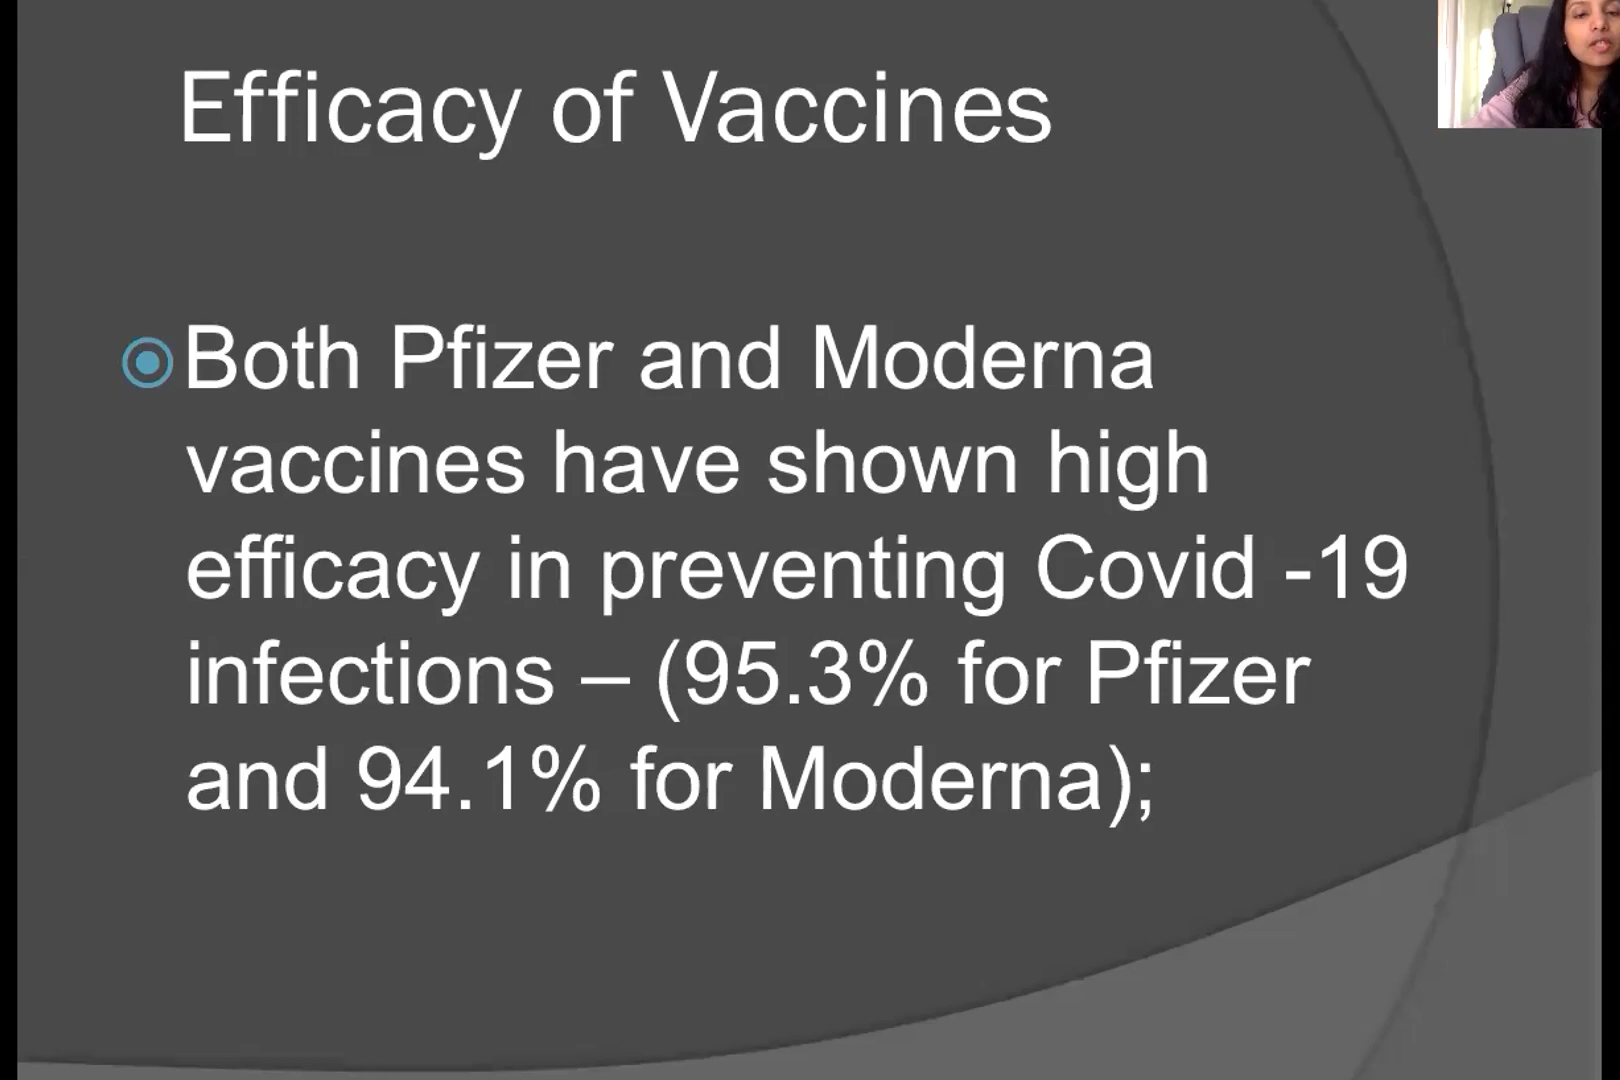 Efficacy of Vaccines
Both Pfizer and Moderna
vaccines have shown high
efficacy in preventing Covid -19
infections – (95.3% for Pfizer
and 94.1% for Moderna);